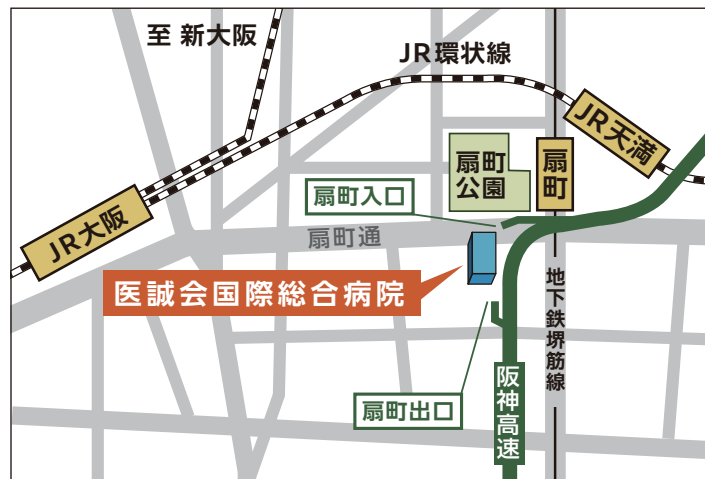 至 新大阪
JR環状線
JR天満
扇町
公園
扇町
扇町入口
JR大阪
扇町通
医誠会国際総合病院
地下鉄堺筋線
阪神高速
扇町出口